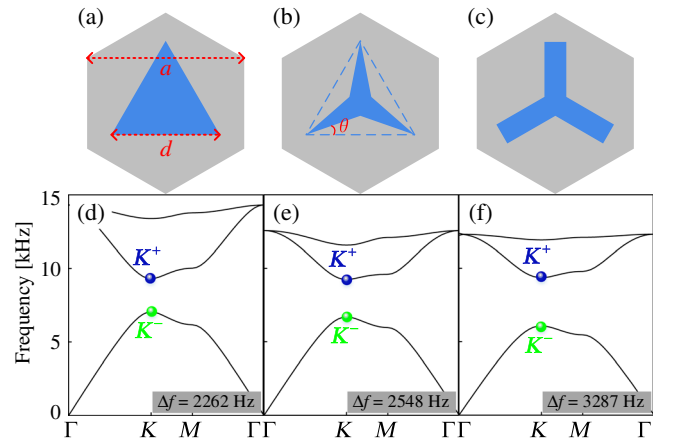 (a) (b) (c)
a
d
θ
(d) (e) (f)
Frequency [kHz]
15
10
5
0
K⁺ K⁺ K⁺
K⁻ K⁻ K⁻
Δf = 2262 Hz Δf = 2548 Hz Δf = 3287 Hz
Γ K M Γ Γ K M Γ Γ K M Γ